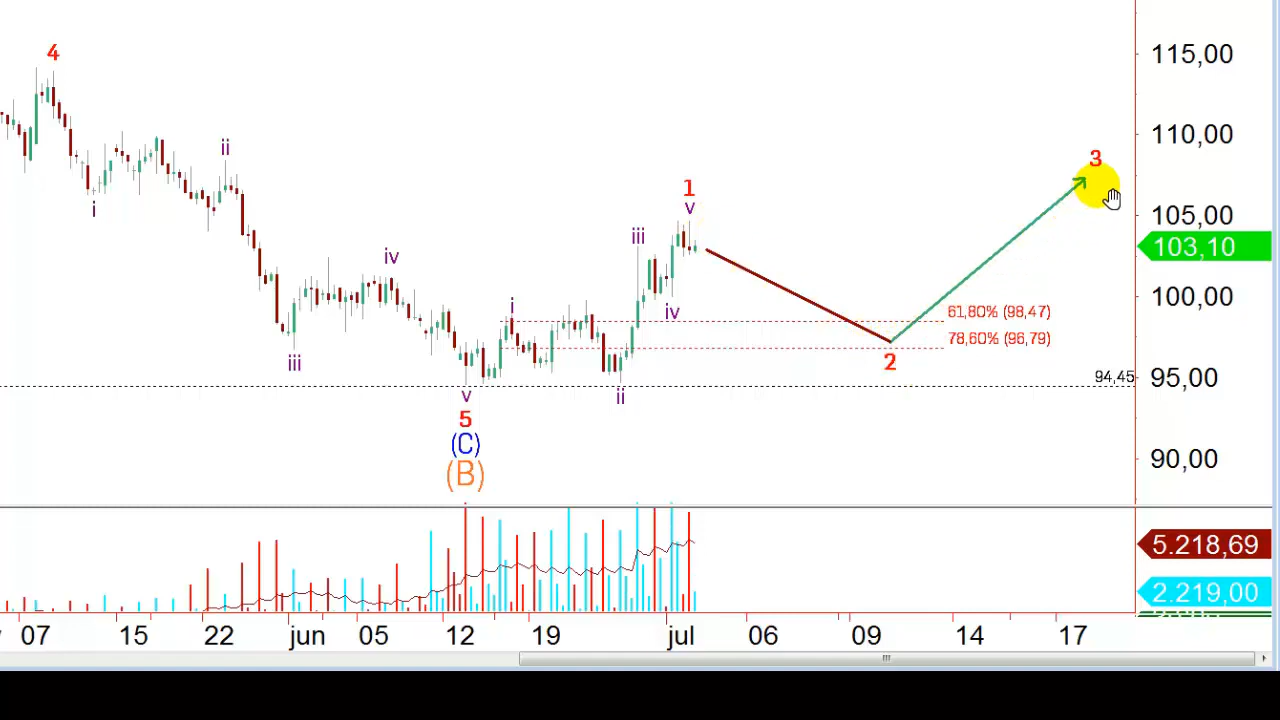 4
115,00
110,00
ii
3
i
1
v
105,00
iii
103,10
iv
100,00
i
iv
61,80% (98,47)
78,60% (96,79)
iii
2
94,45
95,00
v
ii
5
(C)
90,00
(B)
5.218,69
2.219,00
07 15 22 jun 05 12 19 jul 06 09 14 17